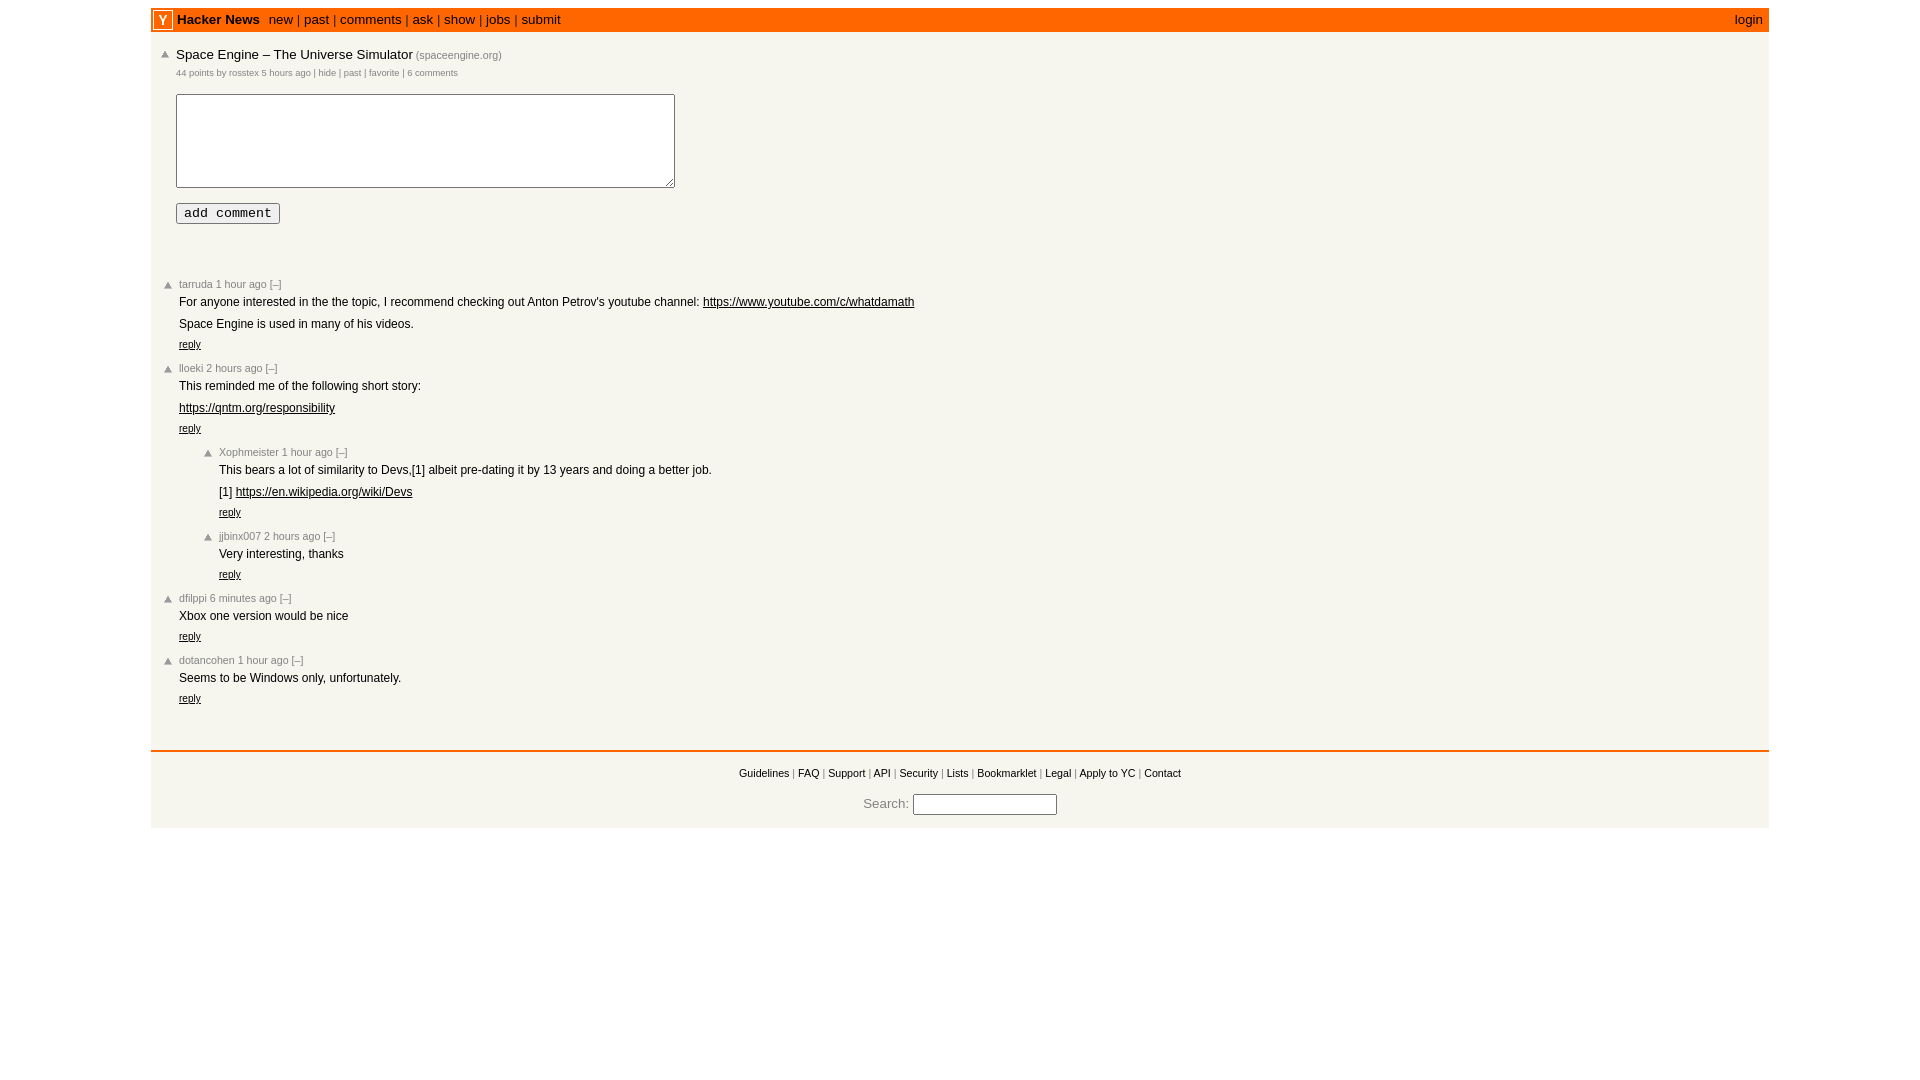 Y Hacker News new | past | comments | ask | show | jobs | submit login
Space Engine – The Universe Simulator (spaceengine.org)
44 points by rosstex 5 hours ago | hide | past | favorite | 6 comments
add comment
tarruda 1 hour ago [–]
For anyone interested in the the topic, I recommend checking out Anton Petrov's youtube channel: https://www.youtube.com/c/whatdamath
Space Engine is used in many of his videos.
reply
lloeki 2 hours ago [–]
This reminded me of the following short story:
https://qntm.org/responsibility
reply
Xophmeister 1 hour ago [–]
This bears a lot of similarity to Devs,[1] albeit pre-dating it by 13 years and doing a better job.
[1] https://en.wikipedia.org/wiki/Devs
reply
jjbinx007 2 hours ago [–]
Very interesting, thanks
reply
dfilppi 6 minutes ago [–]
Xbox one version would be nice
reply
dotancohen 1 hour ago [–]
Seems to be Windows only, unfortunately.
reply
Guidelines | FAQ | Support | API | Security | Lists | Bookmarklet | Legal | Apply to YC | Contact
Search: